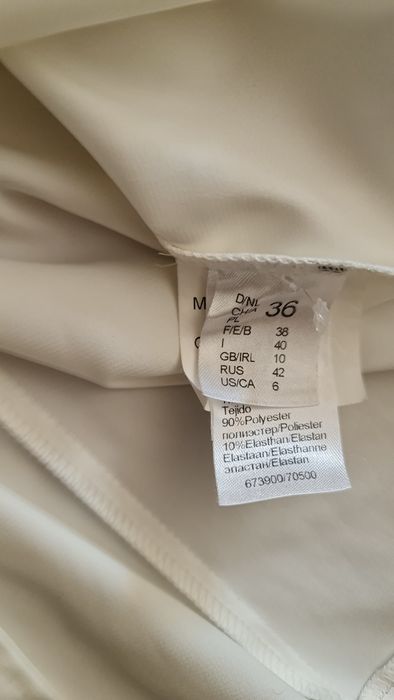 M
D/NL
CH/A
PL
36
F/E/B 38
I 40
GB/IRL 10
RUS 42
US/CA 6
Tejido
90%Polyester
полиэстер/Poliester
10%Elasthan/Elastan
Elastaan/Elasthanne
эластан/Elastan
673900/70500